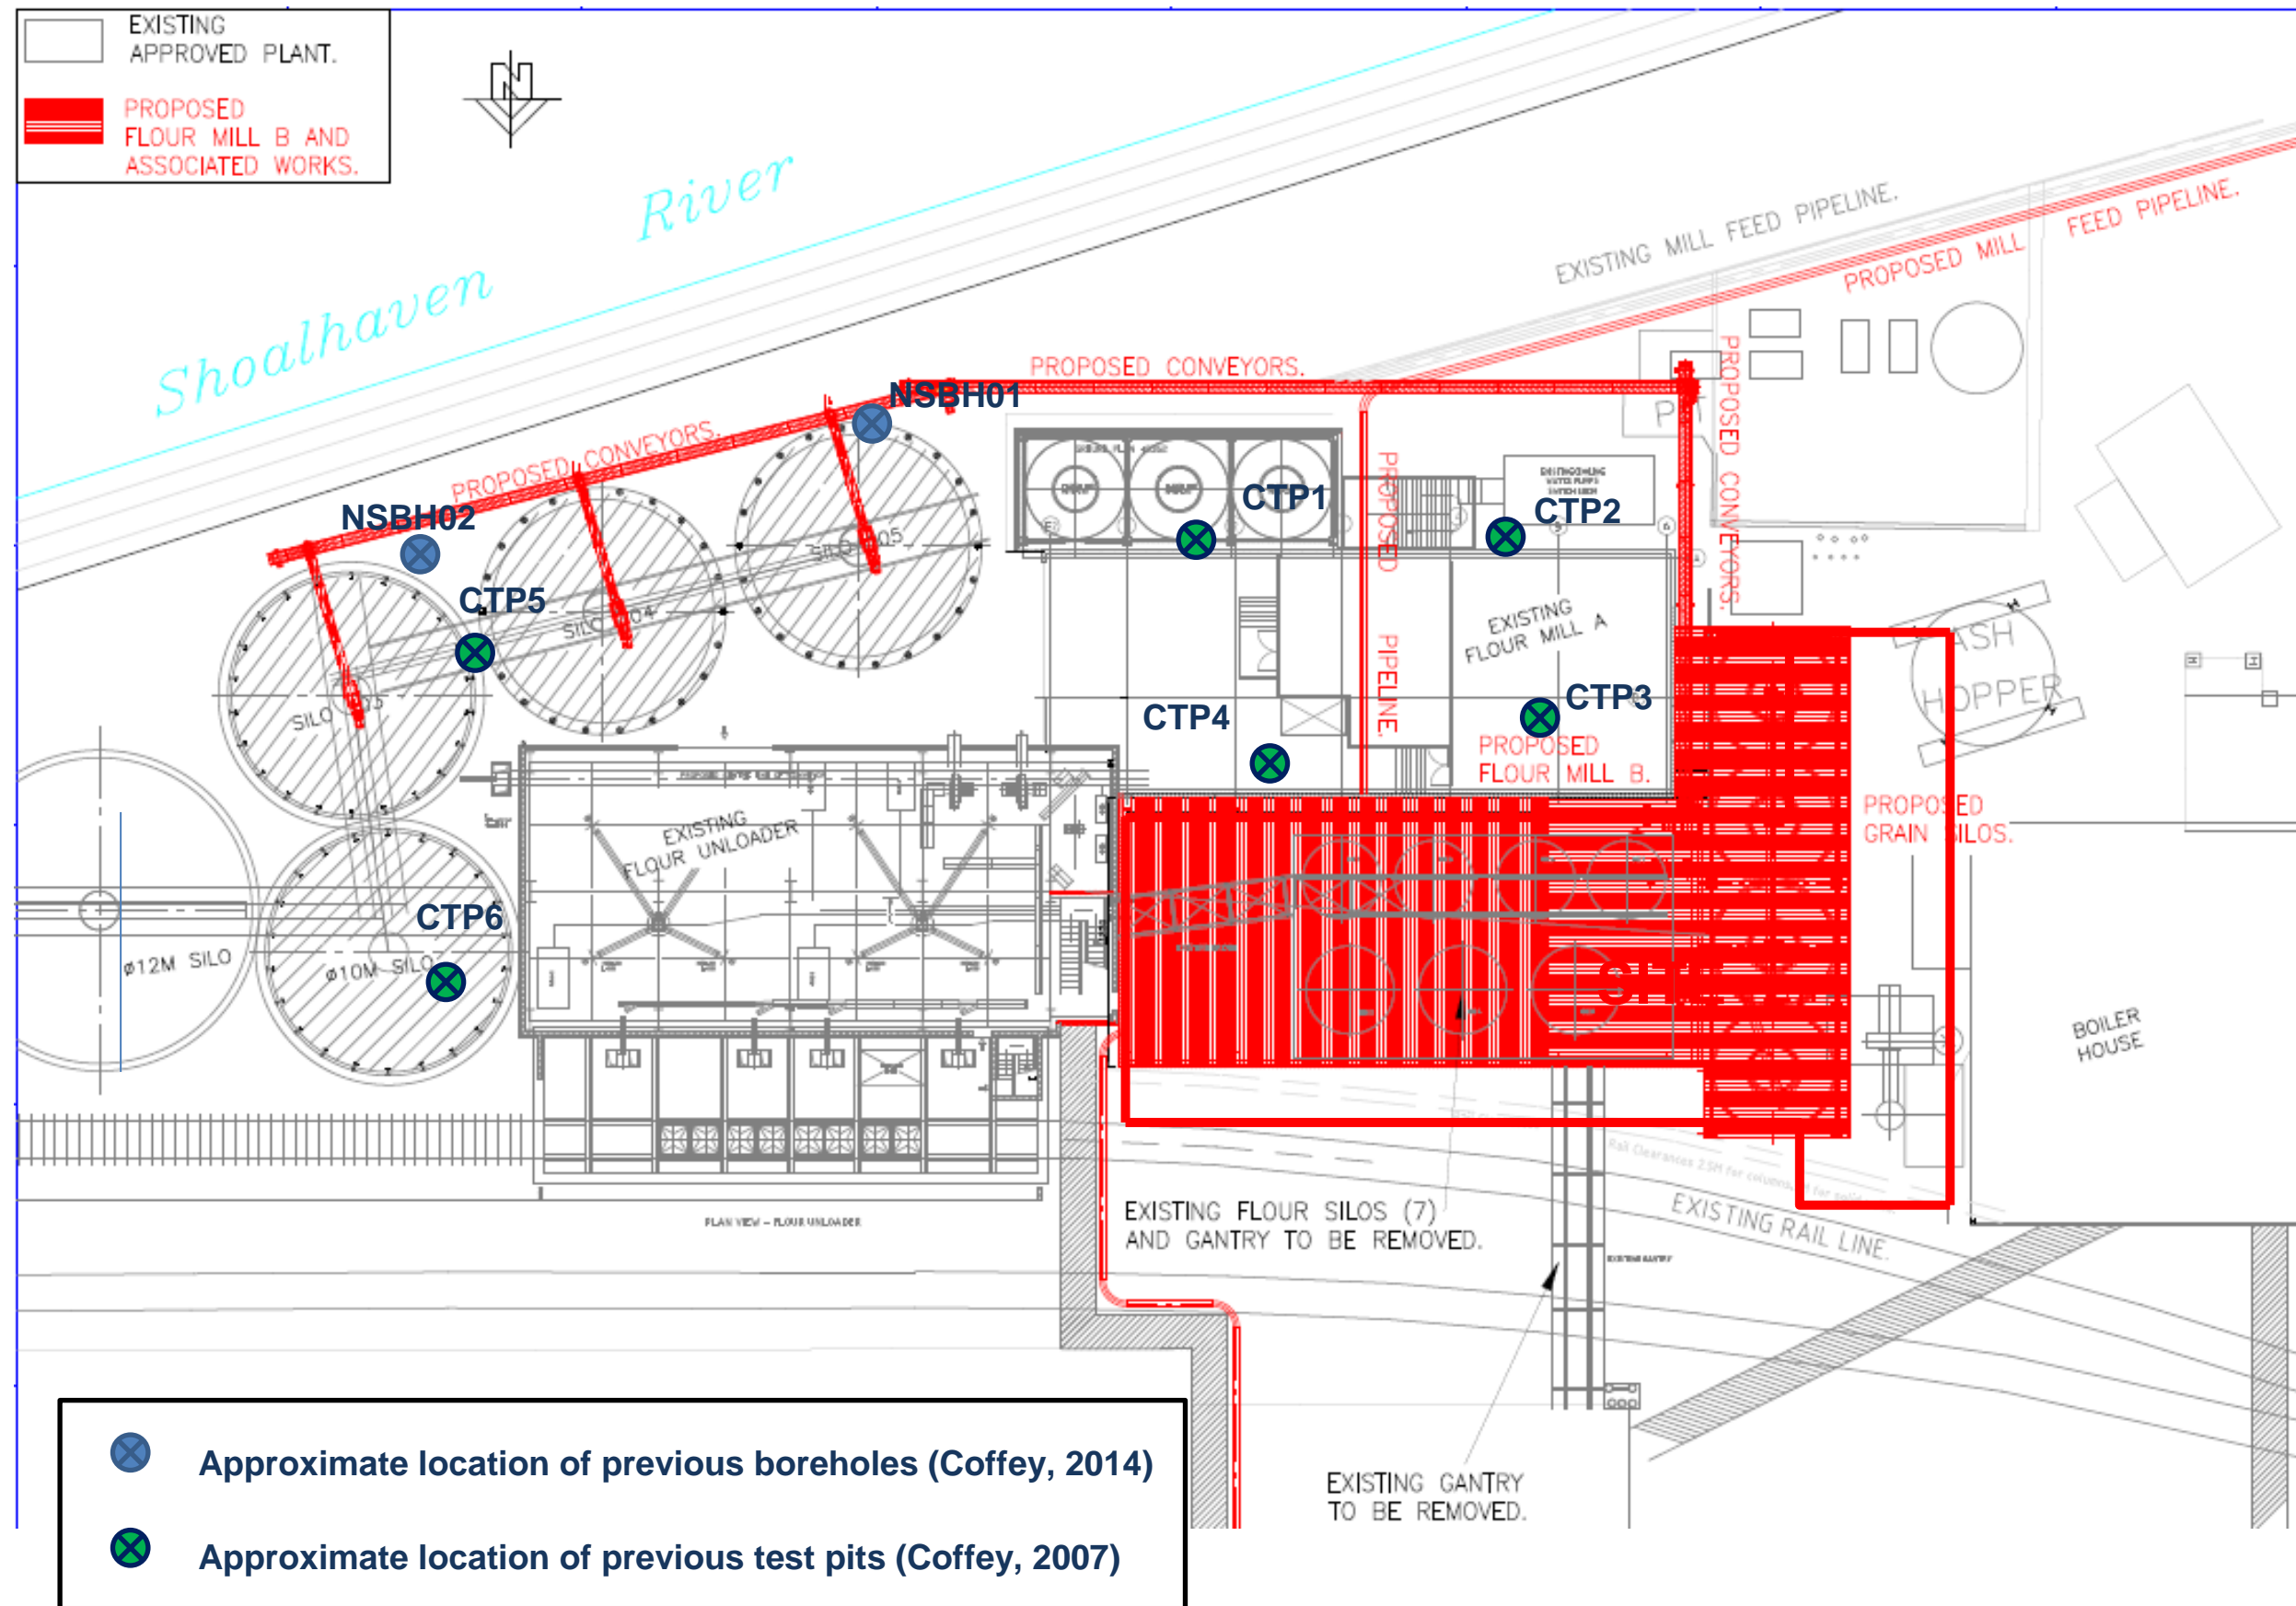 EXISTING
APPROVED PLANT.
PROPOSED
FLOUR MILL B AND
ASSOCIATED WORKS.
N
Shoalhaven River
EXISTING MILL FEED PIPELINE.
PROPOSED MILL FEED PIPELINE.
PROPOSED CONVEYORS.
NSBH01
PROPOSED CONVEYORS.
PROPOSED CONVEYORS.
NSBH02
CTP1
CTP2
PROPOSED PIPELINE.
CTP5
SILO
SILO
SILO
EXISTING
FLOUR MILL A
ASH
HOPPER
CTP3
CTP4
PROPOSED
FLOUR MILL B.
PROPOSED
GRAIN SILOS.
EXISTING
FLOUR UNLOADER
CTP6
ø12M SILO
ø10M SILO
SITE
BOILER
HOUSE
EXISTING FLOUR SILOS (7)
AND GANTRY TO BE REMOVED.
EXISTING RAIL LINE.
PLAN VIEW - FLOUR UNLOADER
EXISTING GANTRY
EXISTING GANTRY
TO BE REMOVED.
Approximate location of previous boreholes (Coffey, 2014)
Approximate location of previous test pits (Coffey, 2007)